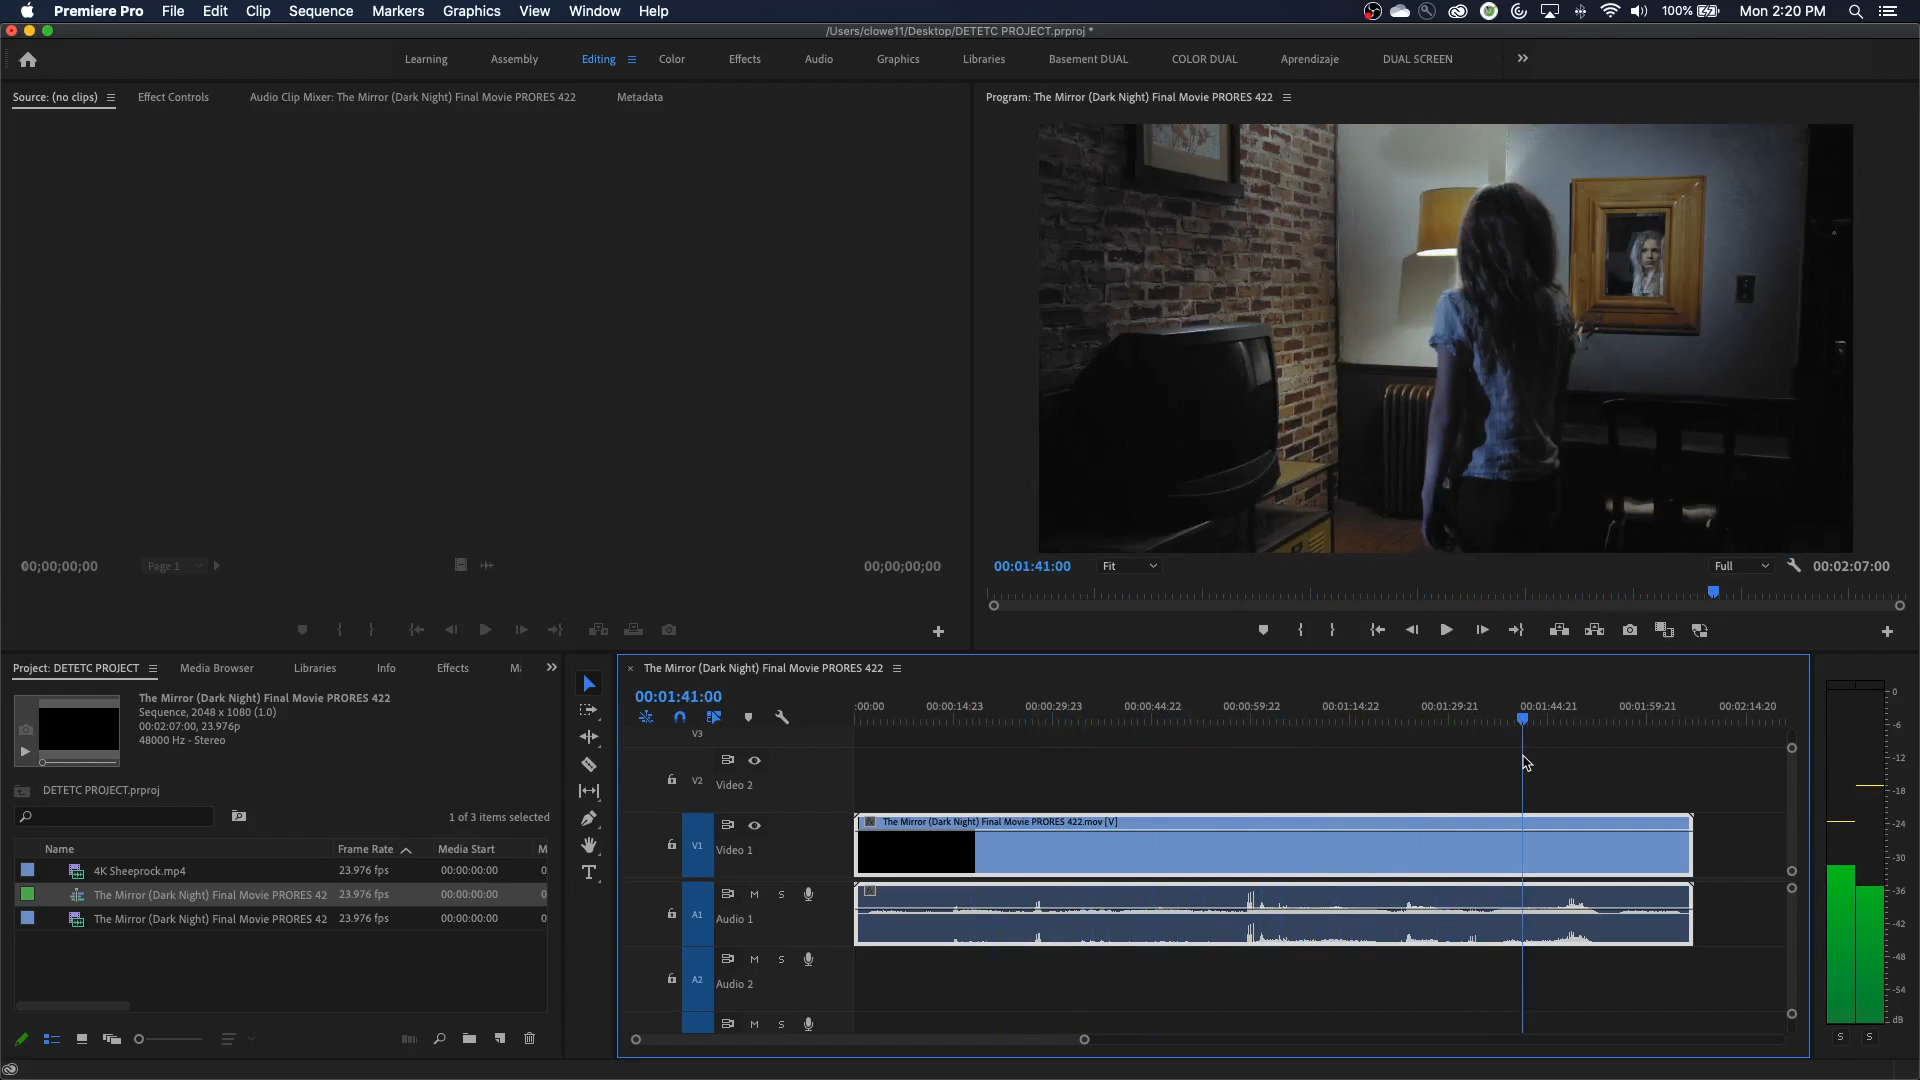 Premiere Pro File Edit Clip Sequence Markers Graphics View Window Help 100% Mon 2:20 PM
/Users/clowe11/Desktop/DETETC PROJECT.prproj *
Learning Assembly Editing Color Effects Audio Graphics Libraries Basement DUAL COLOR DUAL Aprendizaje DUAL SCREEN
Source: (no clips) Effect Controls Audio Clip Mixer: The Mirror (Dark Night) Final Movie PRORES 422 Metadata
Program: The Mirror (Dark Night) Final Movie PRORES 422
00;00;00;00 Page 1 00;00;00;00
00:01:41:00 Fit Full 00:02:07:00
Project: DETETC PROJECT Media Browser Libraries Info Effects Ma
The Mirror (Dark Night) Final Movie PRORES 422
Sequence, 2048 x 1080 (1.0)
00:02:07:00, 23.976p
48000 Hz - Stereo
DETETC PROJECT.prproj
1 of 3 items selected
Name Frame Rate Media Start M
4K Sheeprock.mp4 23.976 fps 00:00:00:00 0
The Mirror (Dark Night) Final Movie PRORES 42 23.976 fps 00:00:00:00 0
The Mirror (Dark Night) Final Movie PRORES 42 23.976 fps 00:00:00:00 0
× The Mirror (Dark Night) Final Movie PRORES 422
00:01:41:00
:00:00 00:00:14:23 00:00:29:23 00:00:44:22 00:00:59:22 00:01:14:22 00:01:29:21 00:01:44:21 00:01:59:21 00:02:14:20
V3
V2 Video 2
The Mirror (Dark Night) Final Movie PRORES 422.mov [V]
V1 Video 1
M S
A1 Audio 1
M S
A2 Audio 2
M S
0
-6
-12
-18
-24
-30
-36
-42
-48
-54
dB
S S